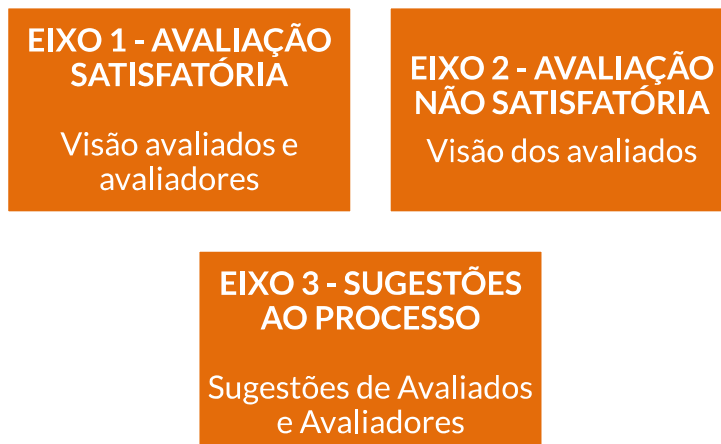 EIXO 1 - AVALIAÇÃO
SATISFATÓRIA
Visão avaliados e
avaliadores
EIXO 2 - AVALIAÇÃO
NÃO SATISFATÓRIA
Visão dos avaliados
EIXO 3 - SUGESTÕES
AO PROCESSO
Sugestões de Avaliados
e Avaliadores